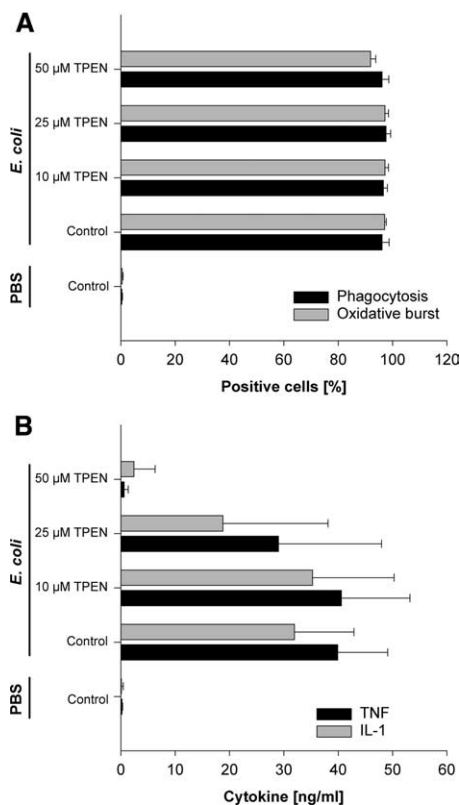 A
E. coli
50 µM TPEN
25 µM TPEN
10 µM TPEN
Control
PBS
Control
Phagocytosis
Oxidative burst
0 20 40 60 80 100 120
Positive cells [%]
B
E. coli
50 µM TPEN
25 µM TPEN
10 µM TPEN
Control
PBS
Control
TNF
IL-1
0 10 20 30 40 50 60
Cytokine [ng/ml]